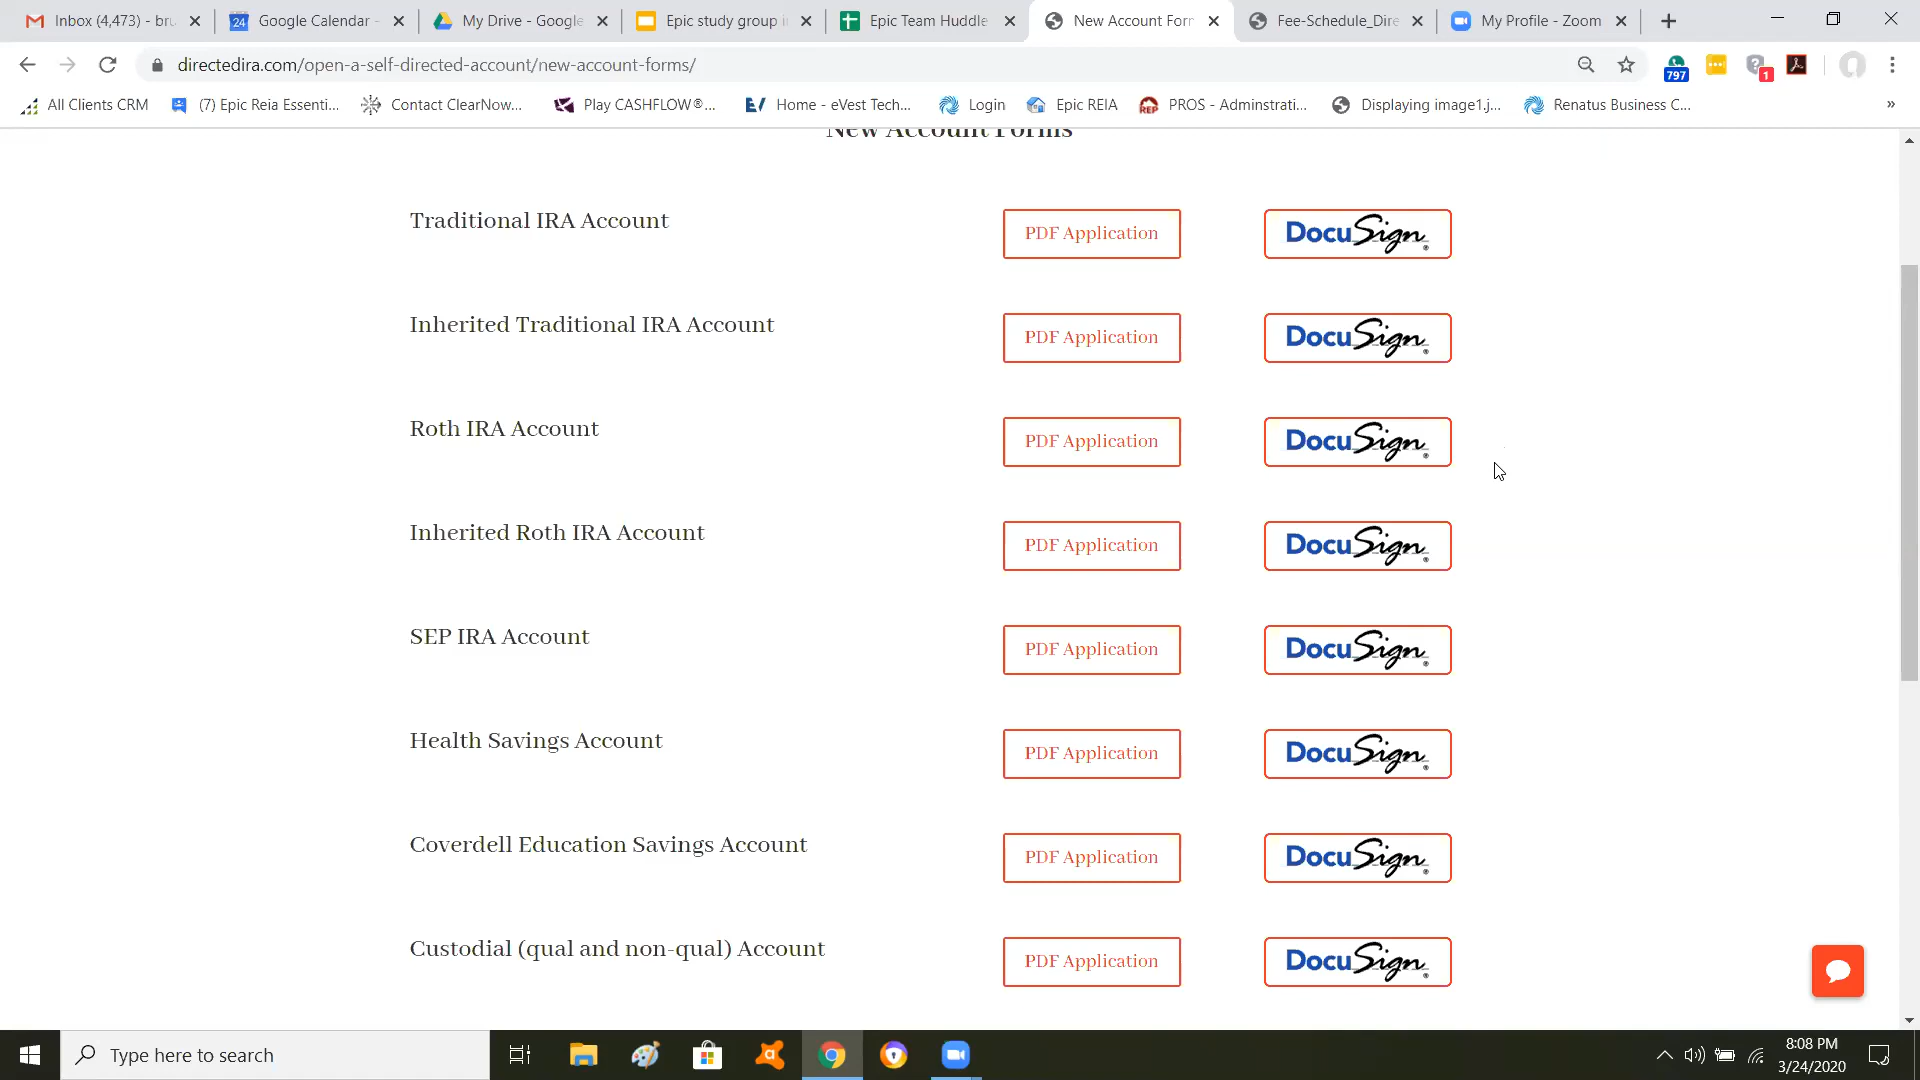 Inbox (4,473) - bru
Google Calendar -
My Drive - Google
Epic study group i
Epic Team Huddle
New Account For
Fee-Schedule_Dire
My Profile - Zoom
directedira.com/open-a-self-directed-account/new-account-forms/
797
1
All Clients CRM
(7) Epic Reia Essenti...
Contact ClearNow...
Play CASHFLOW®...
Home - eVest Tech...
Login
Epic REIA
PROS - Adminstrati...
Displaying image1.j...
Renatus Business C...
»
New Account Forms
Traditional IRA Account
PDF Application
DocuSign
Inherited Traditional IRA Account
PDF Application
DocuSign
Roth IRA Account
PDF Application
DocuSign
Inherited Roth IRA Account
PDF Application
DocuSign
SEP IRA Account
PDF Application
DocuSign
Health Savings Account
PDF Application
DocuSign
Coverdell Education Savings Account
PDF Application
DocuSign
Custodial (qual and non-qual) Account
PDF Application
DocuSign
Type here to search
8:08 PM
3/24/2020